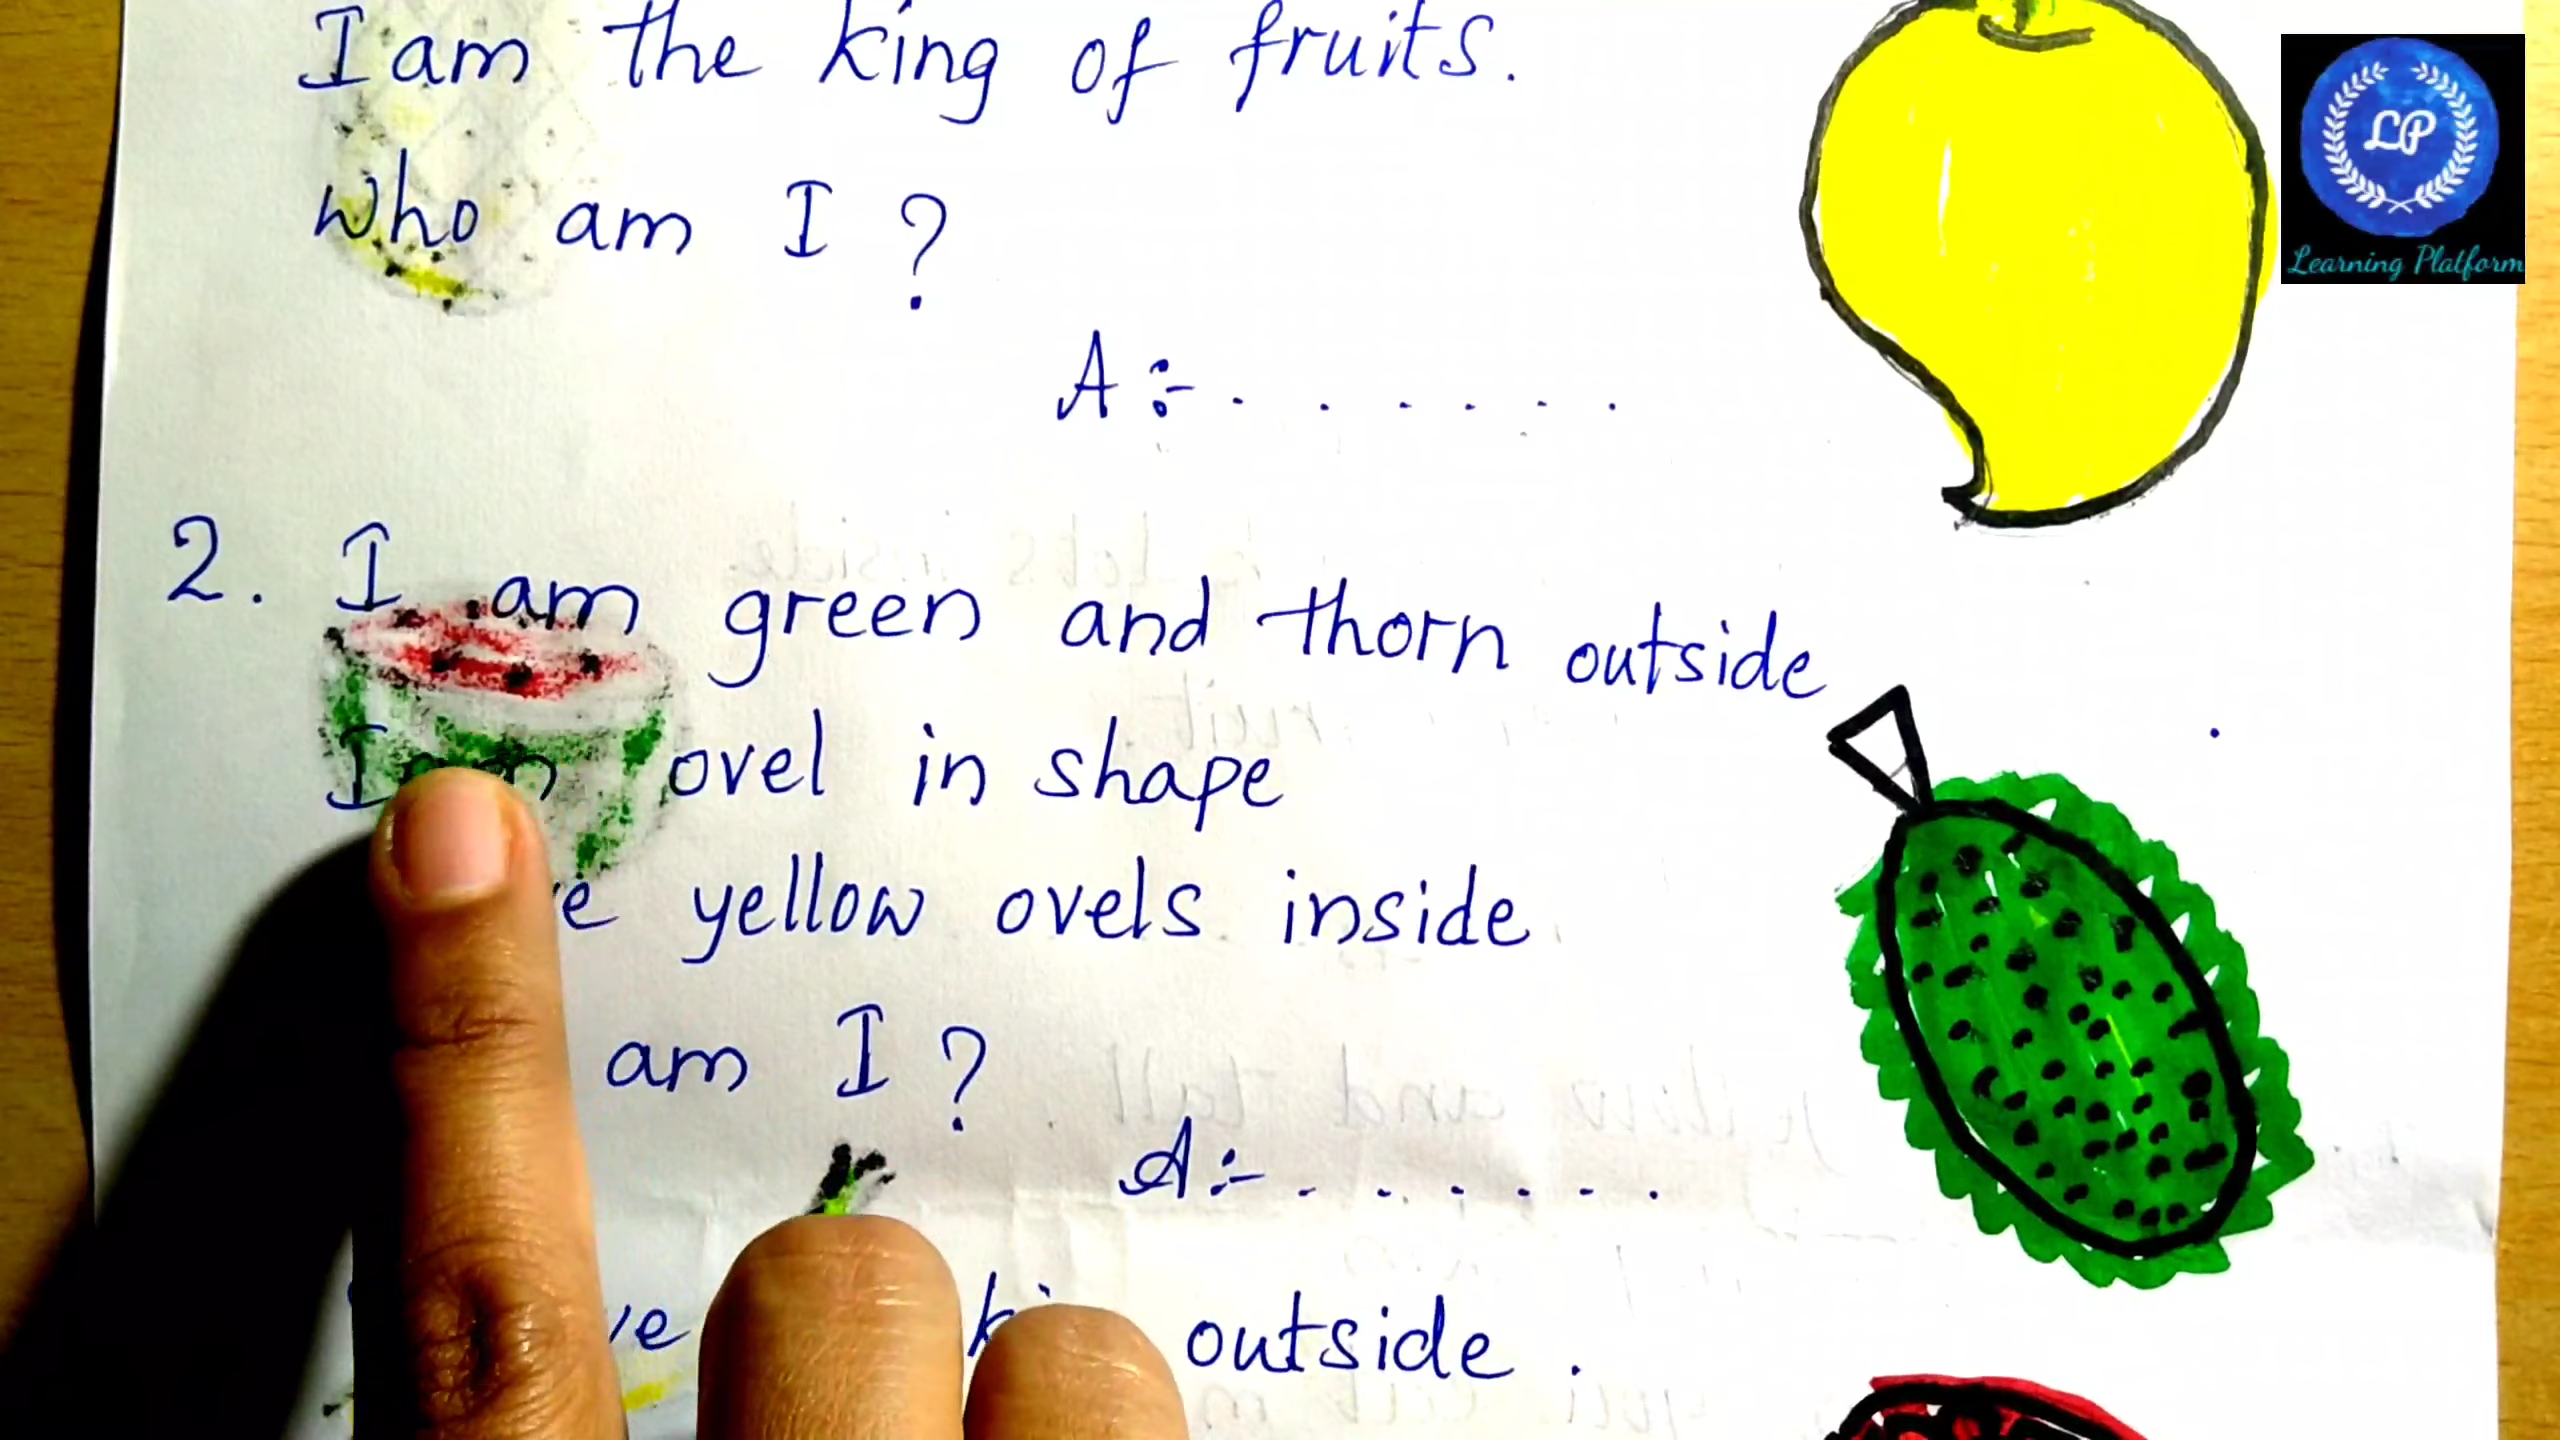 I am the king of fruits.
who am I ?
A :- . . . . . .
2. I am green and thorn outside
I am ovel in shape
yellow ovels inside
am I ?
A :- . . . . . .
outside .
LP
Learning Platform